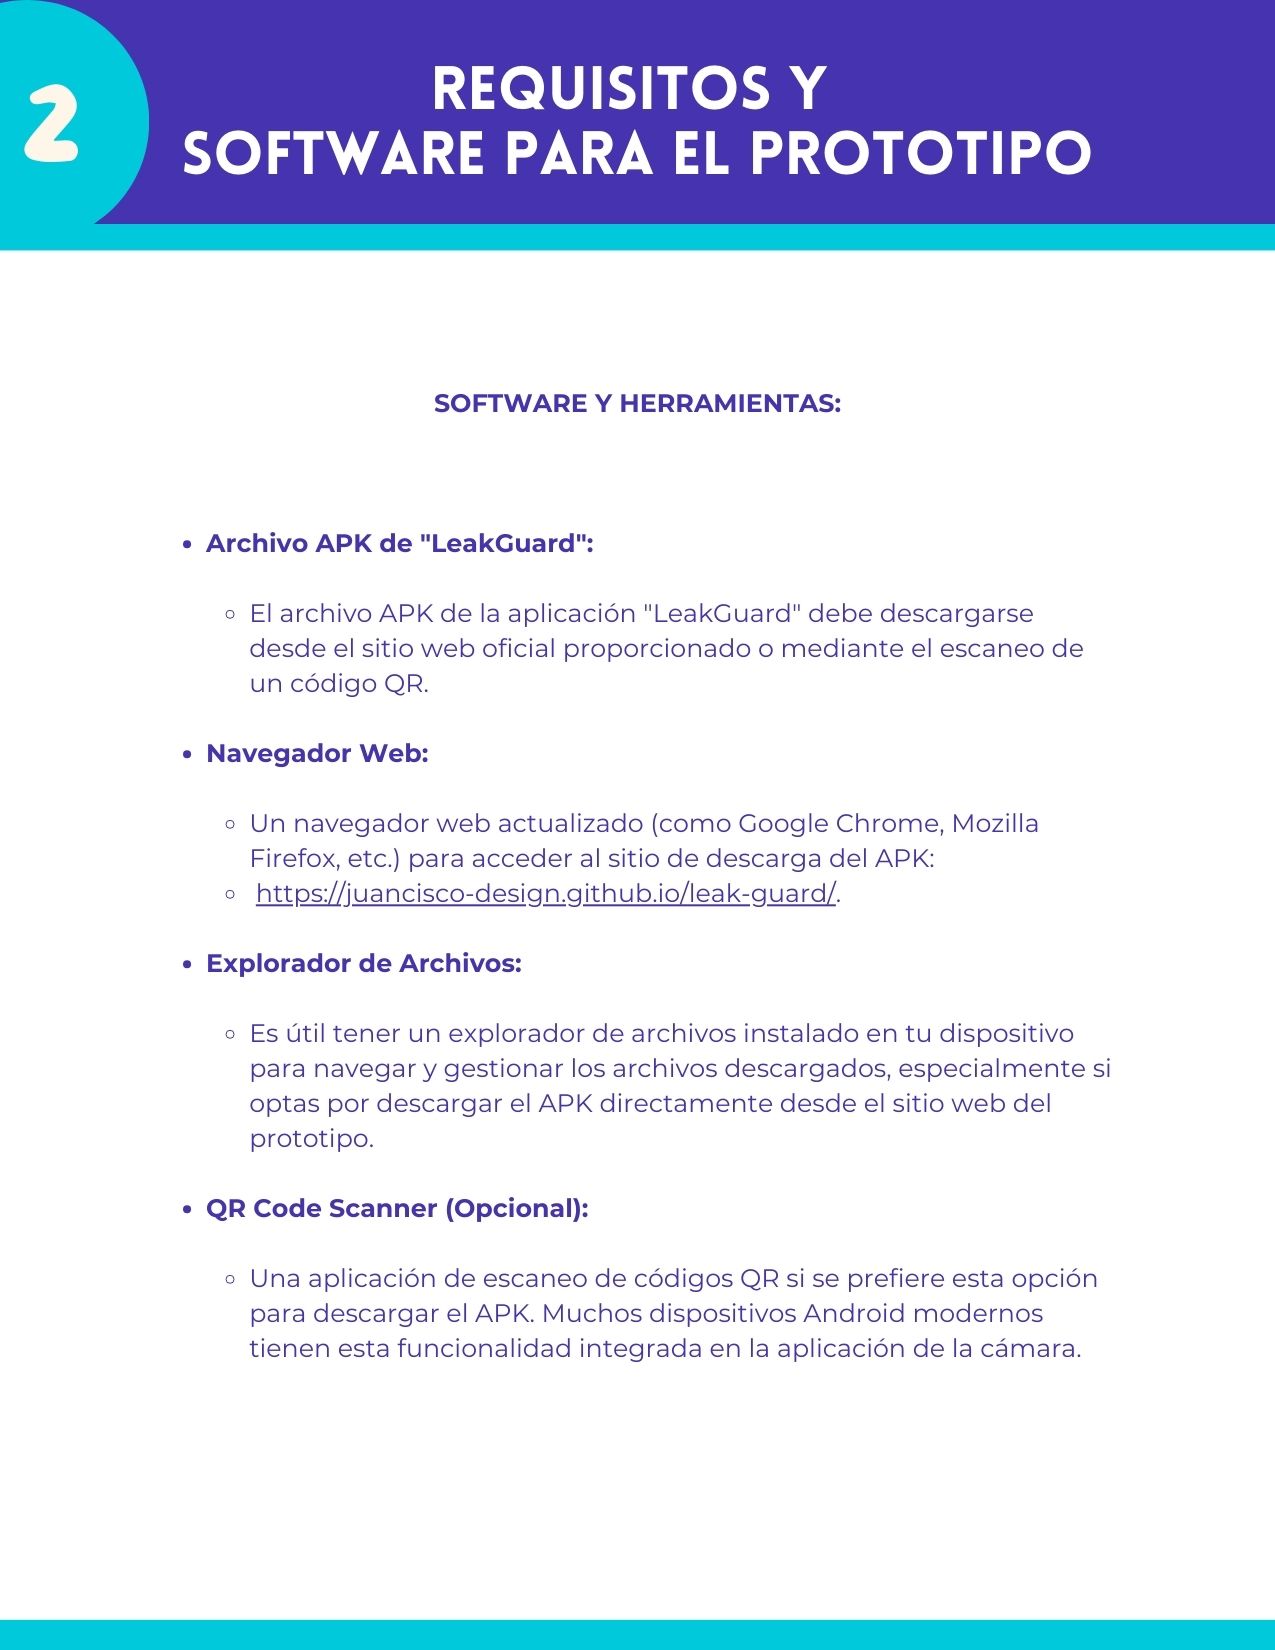 2
REQUISITOS Y
SOFTWARE PARA EL PROTOTIPO
SOFTWARE Y HERRAMIENTAS:
• Archivo APK de "LeakGuard":
◦ El archivo APK de la aplicación "LeakGuard" debe descargarse
desde el sitio web oficial proporcionado o mediante el escaneo de
un código QR.
• Navegador Web:
◦ Un navegador web actualizado (como Google Chrome, Mozilla
Firefox, etc.) para acceder al sitio de descarga del APK:
◦ https://juancisco-design.github.io/leak-guard/.
• Explorador de Archivos:
◦ Es útil tener un explorador de archivos instalado en tu dispositivo
para navegar y gestionar los archivos descargados, especialmente si
optas por descargar el APK directamente desde el sitio web del
prototipo.
• QR Code Scanner (Opcional):
◦ Una aplicación de escaneo de códigos QR si se prefiere esta opción
para descargar el APK. Muchos dispositivos Android modernos
tienen esta funcionalidad integrada en la aplicación de la cámara.